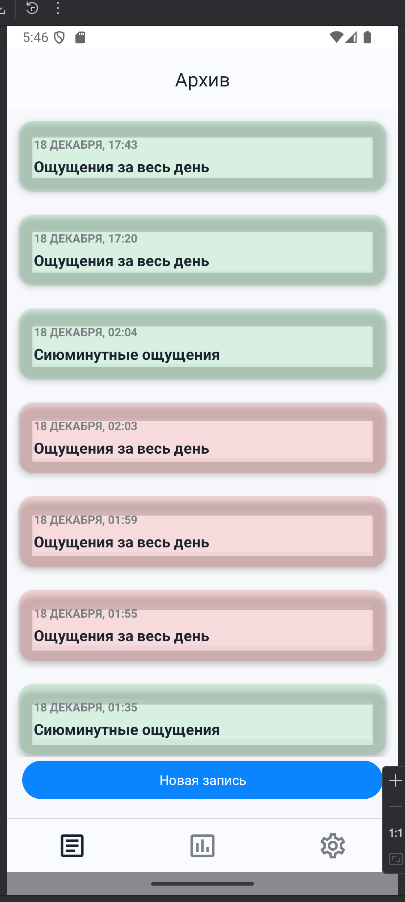 5:46
Архив
18 ДЕКАБРЯ, 17:43
Ощущения за весь день
18 ДЕКАБРЯ, 17:20
Ощущения за весь день
18 ДЕКАБРЯ, 02:04
Сиюминутные ощущения
18 ДЕКАБРЯ, 02:03
Ощущения за весь день
18 ДЕКАБРЯ, 01:59
Ощущения за весь день
18 ДЕКАБРЯ, 01:55
Ощущения за весь день
18 ДЕКАБРЯ, 01:35
Сиюминутные ощущения
Новая запись
1:1